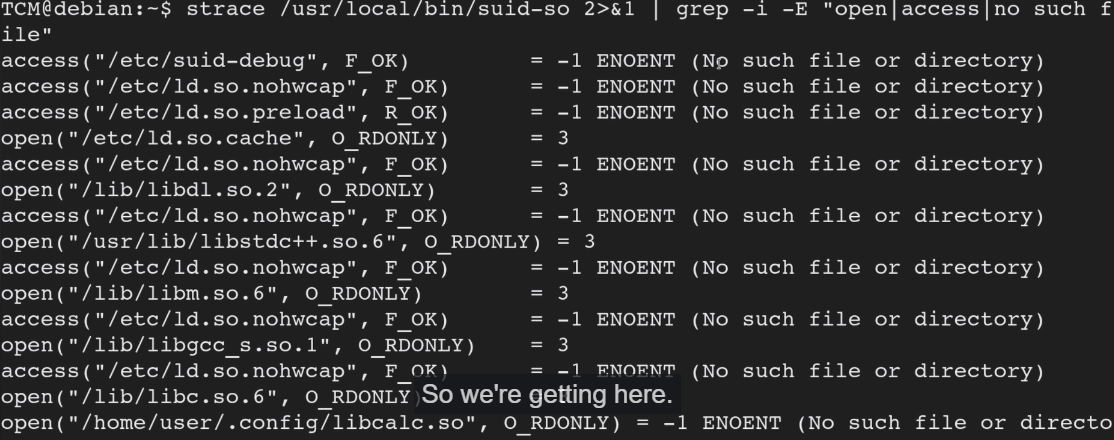 TCM@debian:~$ strace /usr/local/bin/suid-so 2>&1 | grep -i -E "open|access|no such f
ile"
access("/etc/suid-debug", F_OK)         = -1 ENOENT (No such file or directory)
access("/etc/ld.so.nohwcap", F_OK)      = -1 ENOENT (No such file or directory)
access("/etc/ld.so.preload", R_OK)      = -1 ENOENT (No such file or directory)
open("/etc/ld.so.cache", O_RDONLY)      = 3
access("/etc/ld.so.nohwcap", F_OK)      = -1 ENOENT (No such file or directory)
open("/lib/libdl.so.2", O_RDONLY)       = 3
access("/etc/ld.so.nohwcap", F_OK)      = -1 ENOENT (No such file or directory)
open("/usr/lib/libstdc++.so.6", O_RDONLY) = 3
access("/etc/ld.so.nohwcap", F_OK)      = -1 ENOENT (No such file or directory)
open("/lib/libm.so.6", O_RDONLY)        = 3
access("/etc/ld.so.nohwcap", F_OK)      = -1 ENOENT (No such file or directory)
open("/lib/libgcc_s.so.1", O_RDONLY)    = 3
access("/etc/ld.so.nohwcap", F_OK)      = -1 ENOENT (No such file or directory)
open("/lib/libc.so.6", O_RDONLY)
So we're getting here.
open("/home/user/.config/libcalc.so", O_RDONLY) = -1 ENOENT (No such file or directo